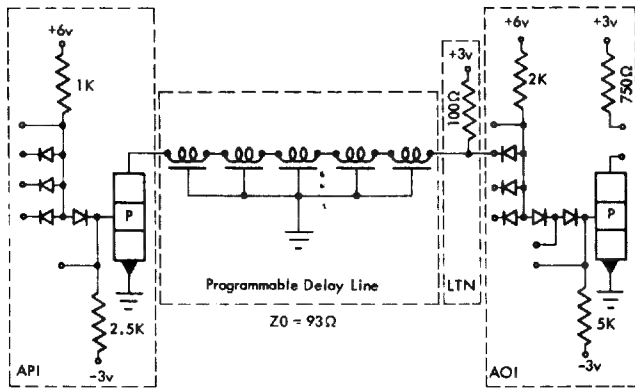 +6v
1K
P
2.5K
-3v
API
Programmable Delay Line
Z0 = 93Ω
+3v
100Ω
LTN
+6v
2K
+3v
750Ω
P
5K
-3v
AOI